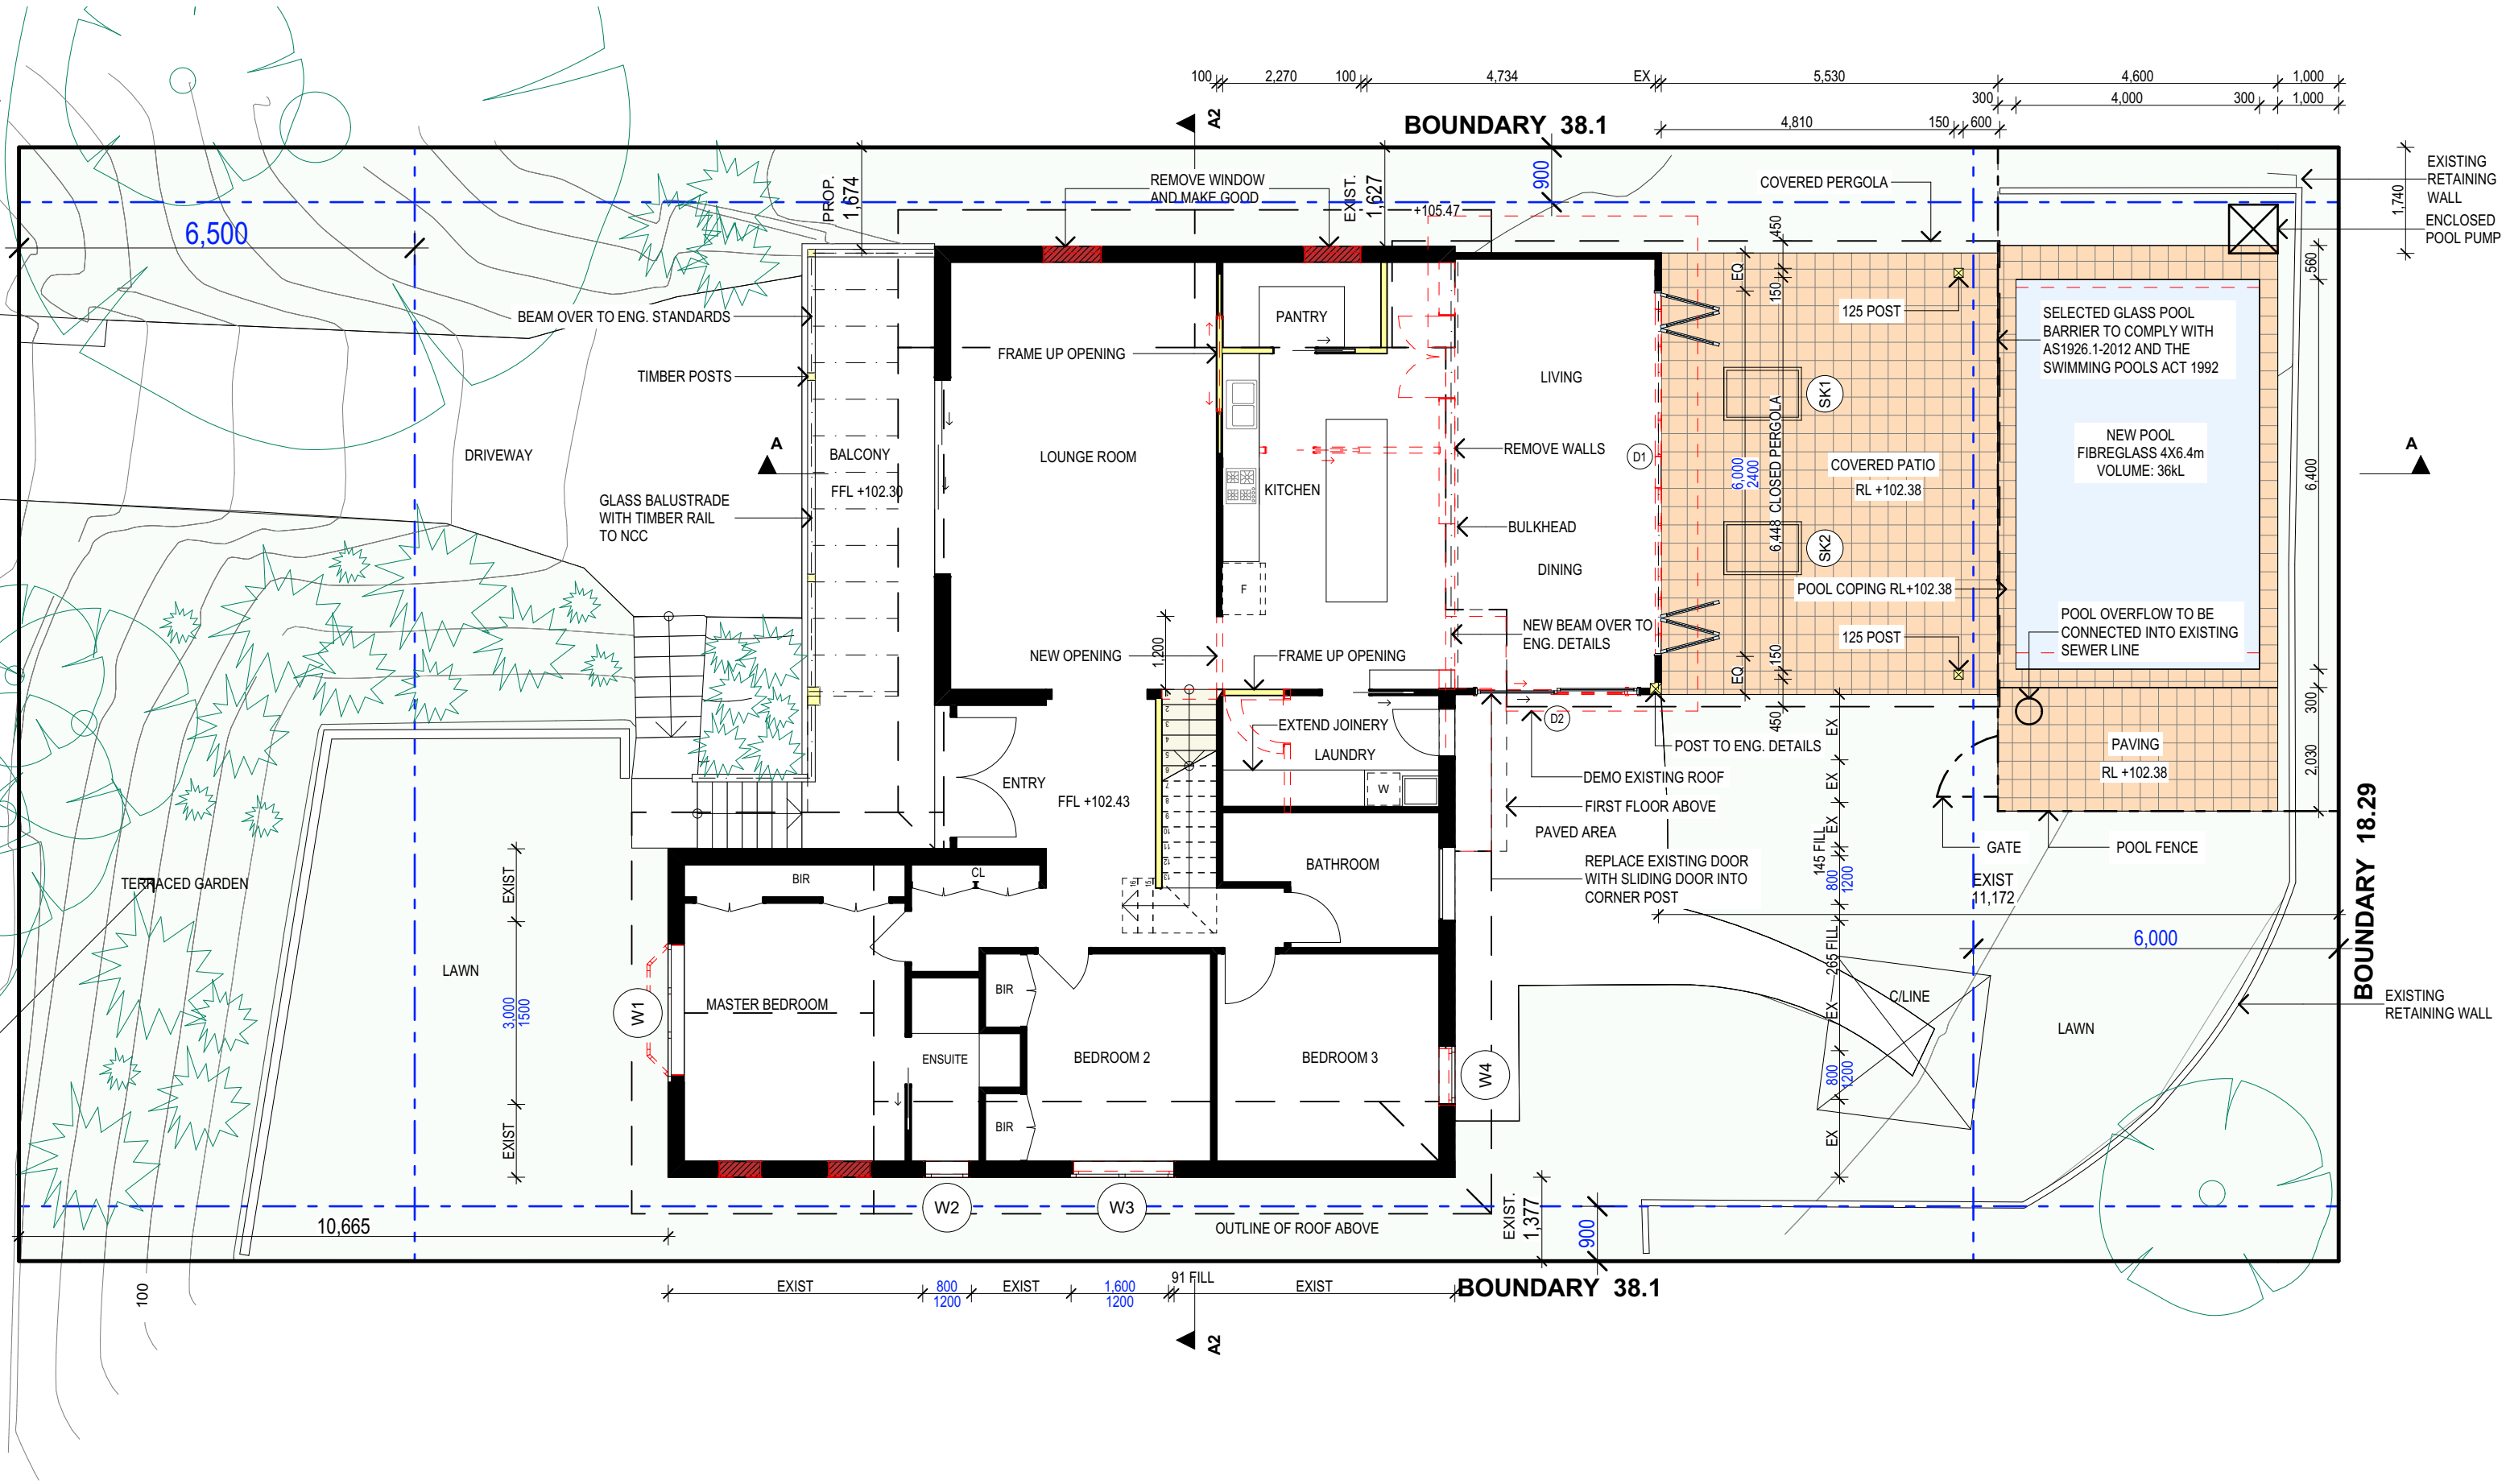 100
2,270
100
4,734
EX
5,530
4,600
1,000
300
4,000
300
1,000
4,810
150
600
A2
BOUNDARY 38.1
900
EXISTING
RETAINING
WALL
1,740
ENCLOSED
POOL PUMP
COVERED PERGOLA
REMOVE WINDOW
AND MAKE GOOD
PROP.
1,674
EXIST.
1,627
+105.47
6,500
450
EQ
150
560
BEAM OVER TO ENG. STANDARDS
PANTRY
125 POST
SELECTED GLASS POOL
BARRIER TO COMPLY WITH
AS1926.1-2012 AND THE
SWIMMING POOLS ACT 1992
FRAME UP OPENING
TIMBER POSTS
LIVING
SK1
DRIVEWAY
A
BALCONY
FFL +102.30
LOUNGE ROOM
REMOVE WALLS
D1
6,000
2400
6,448 CLOSED PERGOLA
COVERED PATIO
RL +102.38
NEW POOL
FIBREGLASS 4X6.4m
VOLUME: 36kL
A
6,400
KITCHEN
GLASS BALUSTRADE
WITH TIMBER RAIL
TO NCC
BULKHEAD
SK2
DINING
F
POOL COPING RL+102.38
POOL OVERFLOW TO BE
CONNECTED INTO EXISTING
SEWER LINE
NEW BEAM OVER TO
ENG. DETAILS
125 POST
1,200
NEW OPENING
FRAME UP OPENING
150
EQ
450
300
2
3
4
5
6
7
8
9
10
11
12
13
EXTEND JOINERY
LAUNDRY
D2
EX
POST TO ENG. DETAILS
PAVING
RL +102.38
2,030
ENTRY
FFL +102.43
W
DEMO EXISTING ROOF
FIRST FLOOR ABOVE
PAVED AREA
EX
EX
145 FILL
GATE
POOL FENCE
BOUNDARY 18.29
BATHROOM
REPLACE EXISTING DOOR
WITH SLIDING DOOR INTO
CORNER POST
800
1200
EXIST
11,172
TERRACED GARDEN
EXIST
BIR
CL
15
16
265 FILL
6,000
LAWN
3,000
1500
W1
MASTER BEDROOM
BIR
EX
C/LINE
EXISTING
RETAINING WALL
LAWN
ENSUITE
BEDROOM 2
BEDROOM 3
W4
800
1200
EXIST
BIR
EX
W2
W3
OUTLINE OF ROOF ABOVE
EXIST.
1,377
900
10,665
100
EXIST
800
1200
EXIST
1,600
1200
91 FILL
EXIST
BOUNDARY 38.1
A2